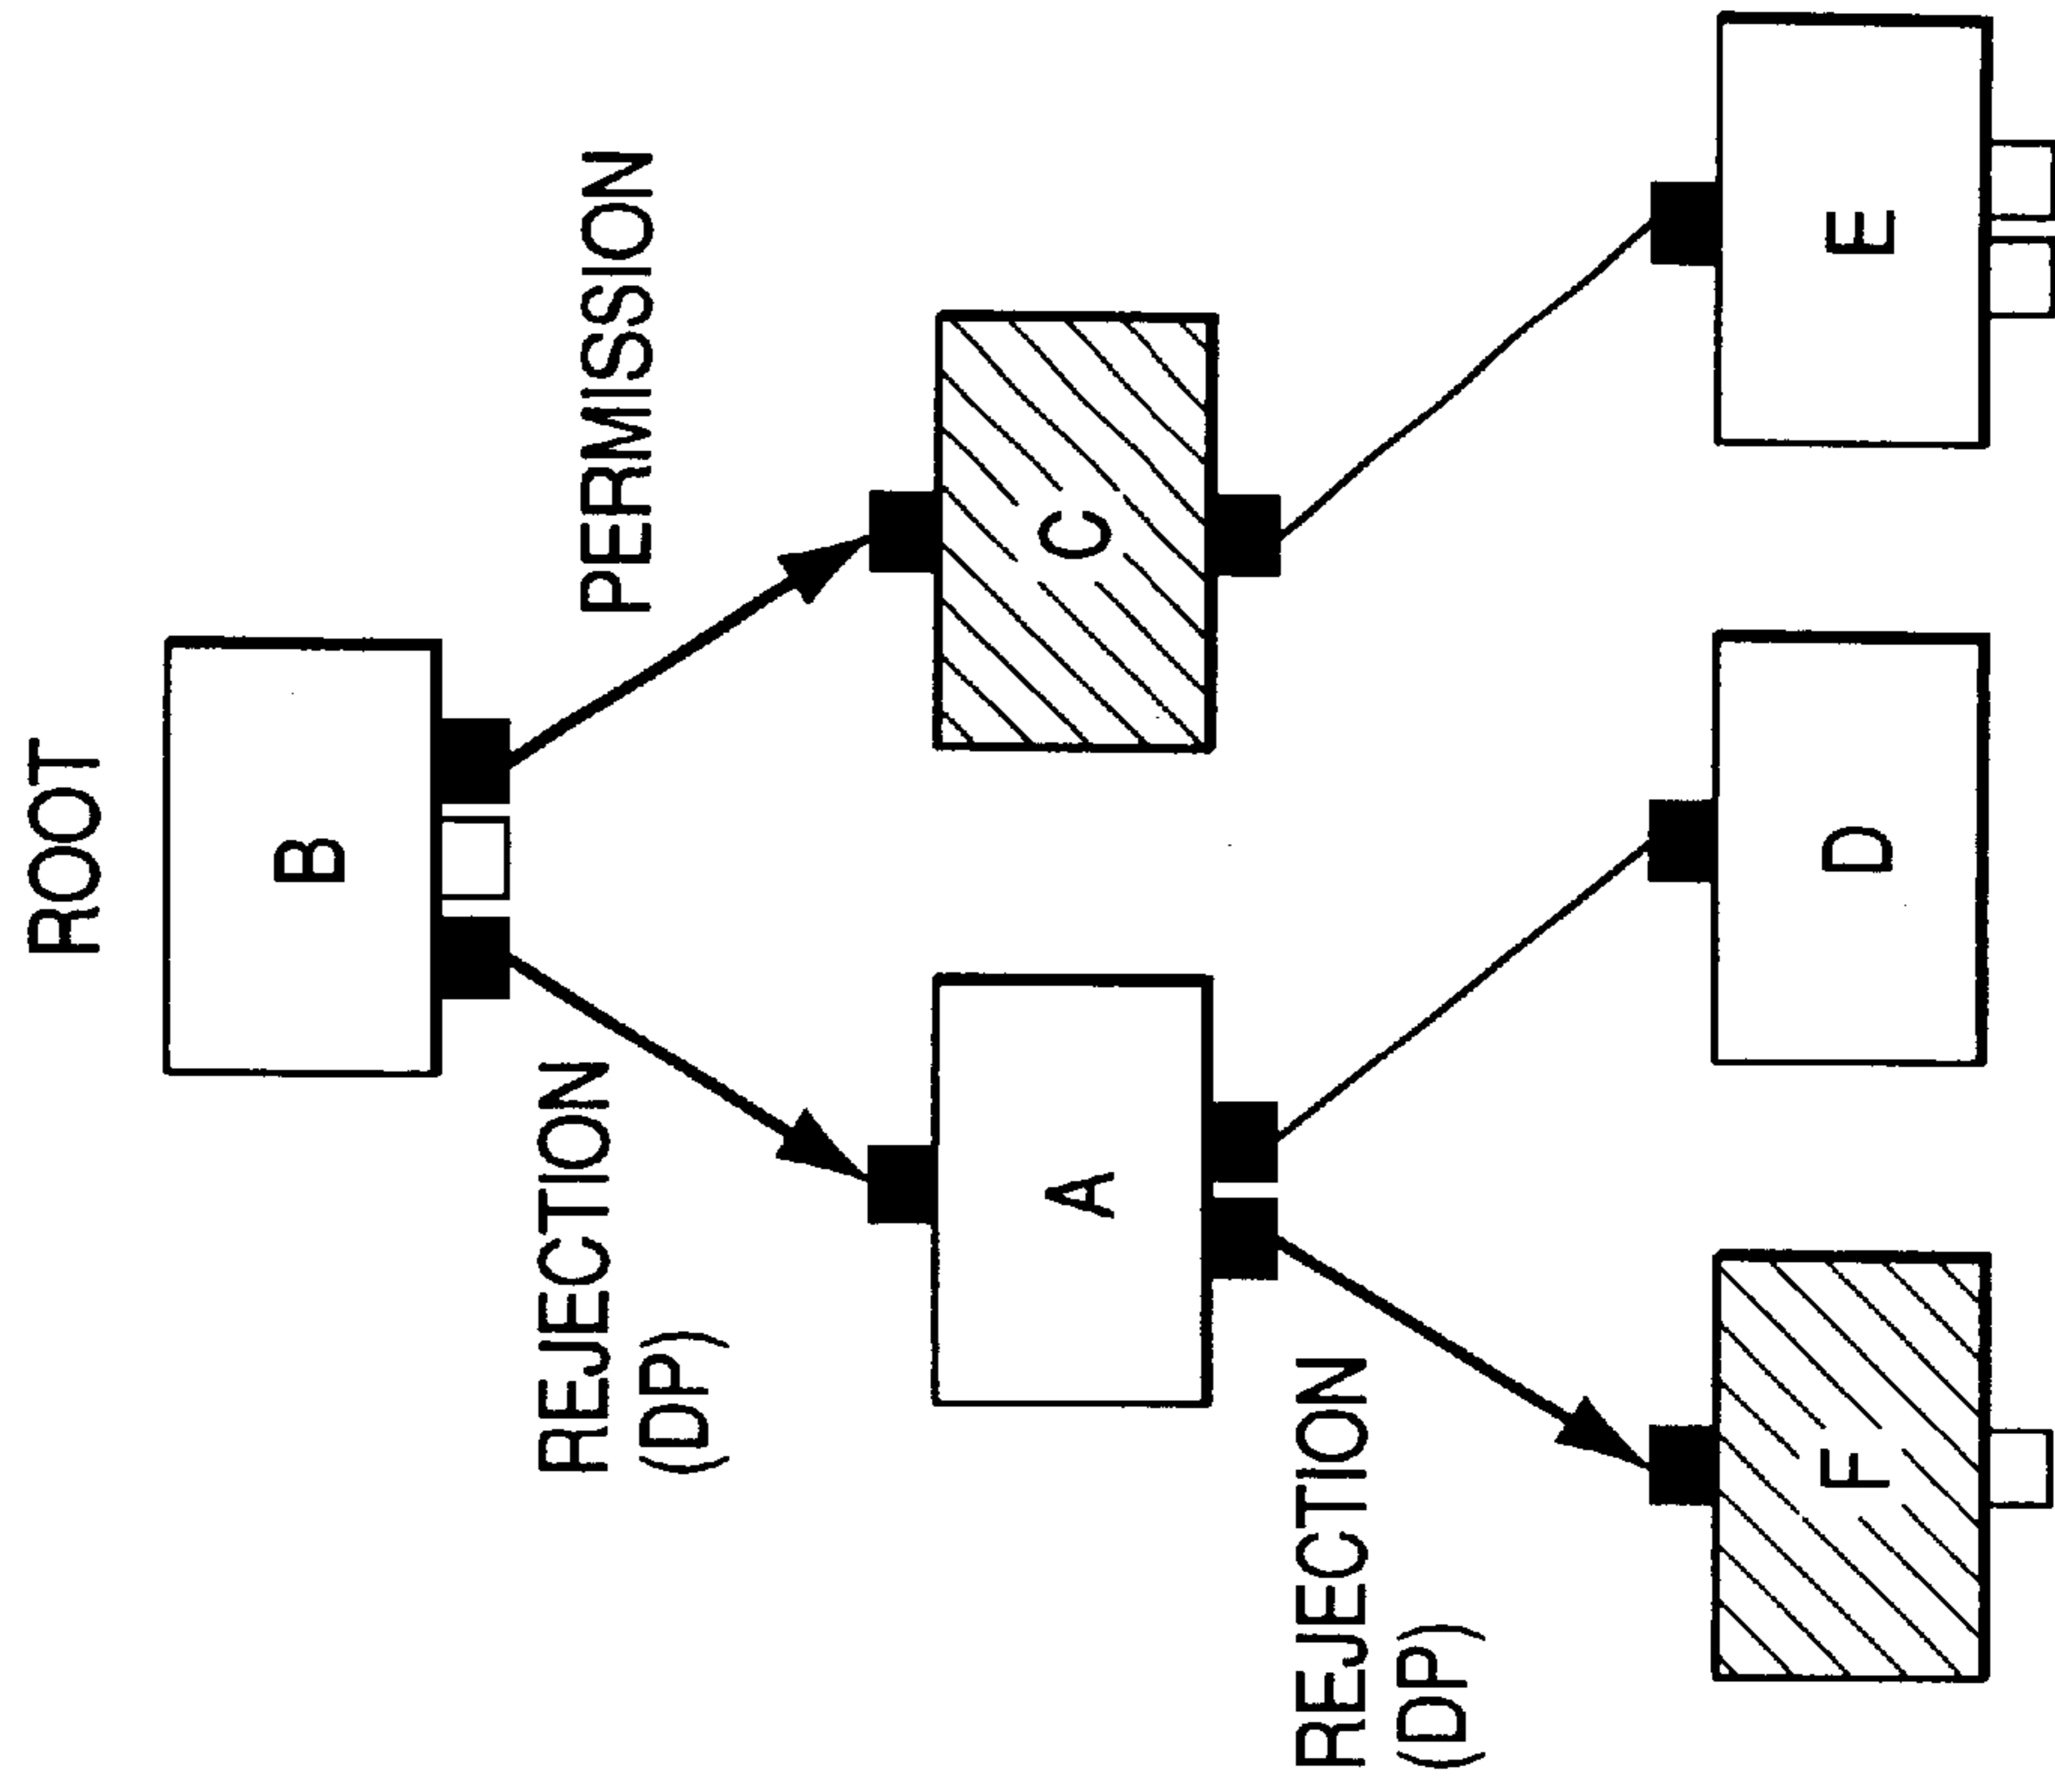 ROOT
B
REJECTION
(DP)
PERMISSION
A
C
REJECTION
(DP)
F
D
E